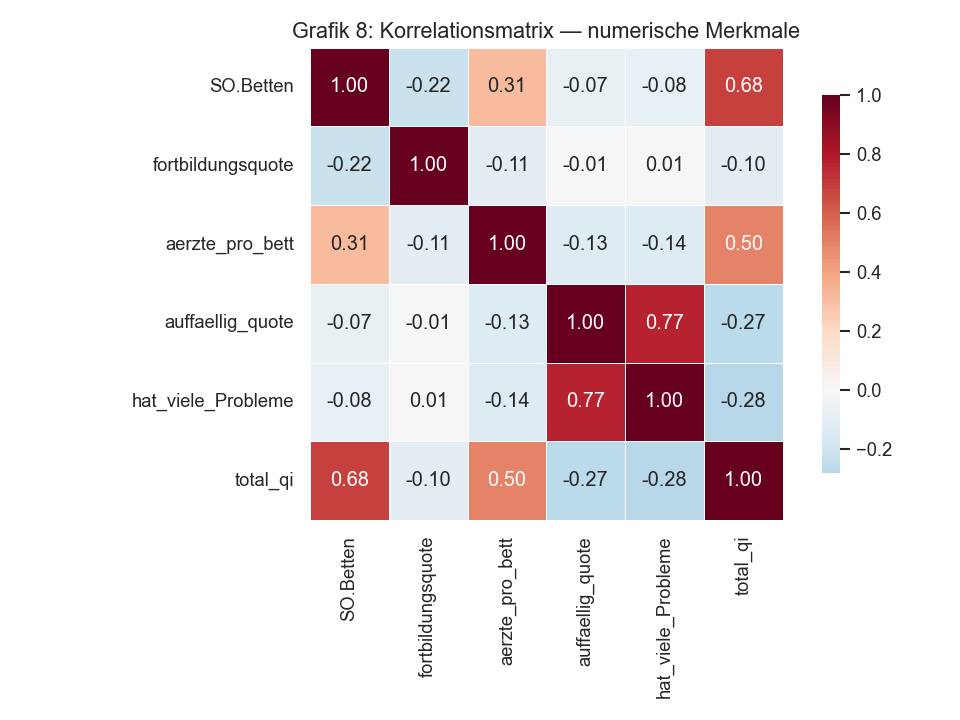 Grafik 8: Korrelationsmatrix — numerische Merkmale
SO.Betten 1.00 -0.22 0.31 -0.07 -0.08 0.68
fortbildungsquote -0.22 1.00 -0.11 -0.01 0.01 -0.10
aerzte_pro_bett 0.31 -0.11 1.00 -0.13 -0.14 0.50
auffaellig_quote -0.07 -0.01 -0.13 1.00 0.77 -0.27
hat_viele_Probleme -0.08 0.01 -0.14 0.77 1.00 -0.28
total_qi 0.68 -0.10 0.50 -0.27 -0.28 1.00
SO.Betten
fortbildungsquote
aerzte_pro_bett
auffaellig_quote
hat_viele_Probleme
total_qi
1.0
0.8
0.6
0.4
0.2
0.0
−0.2